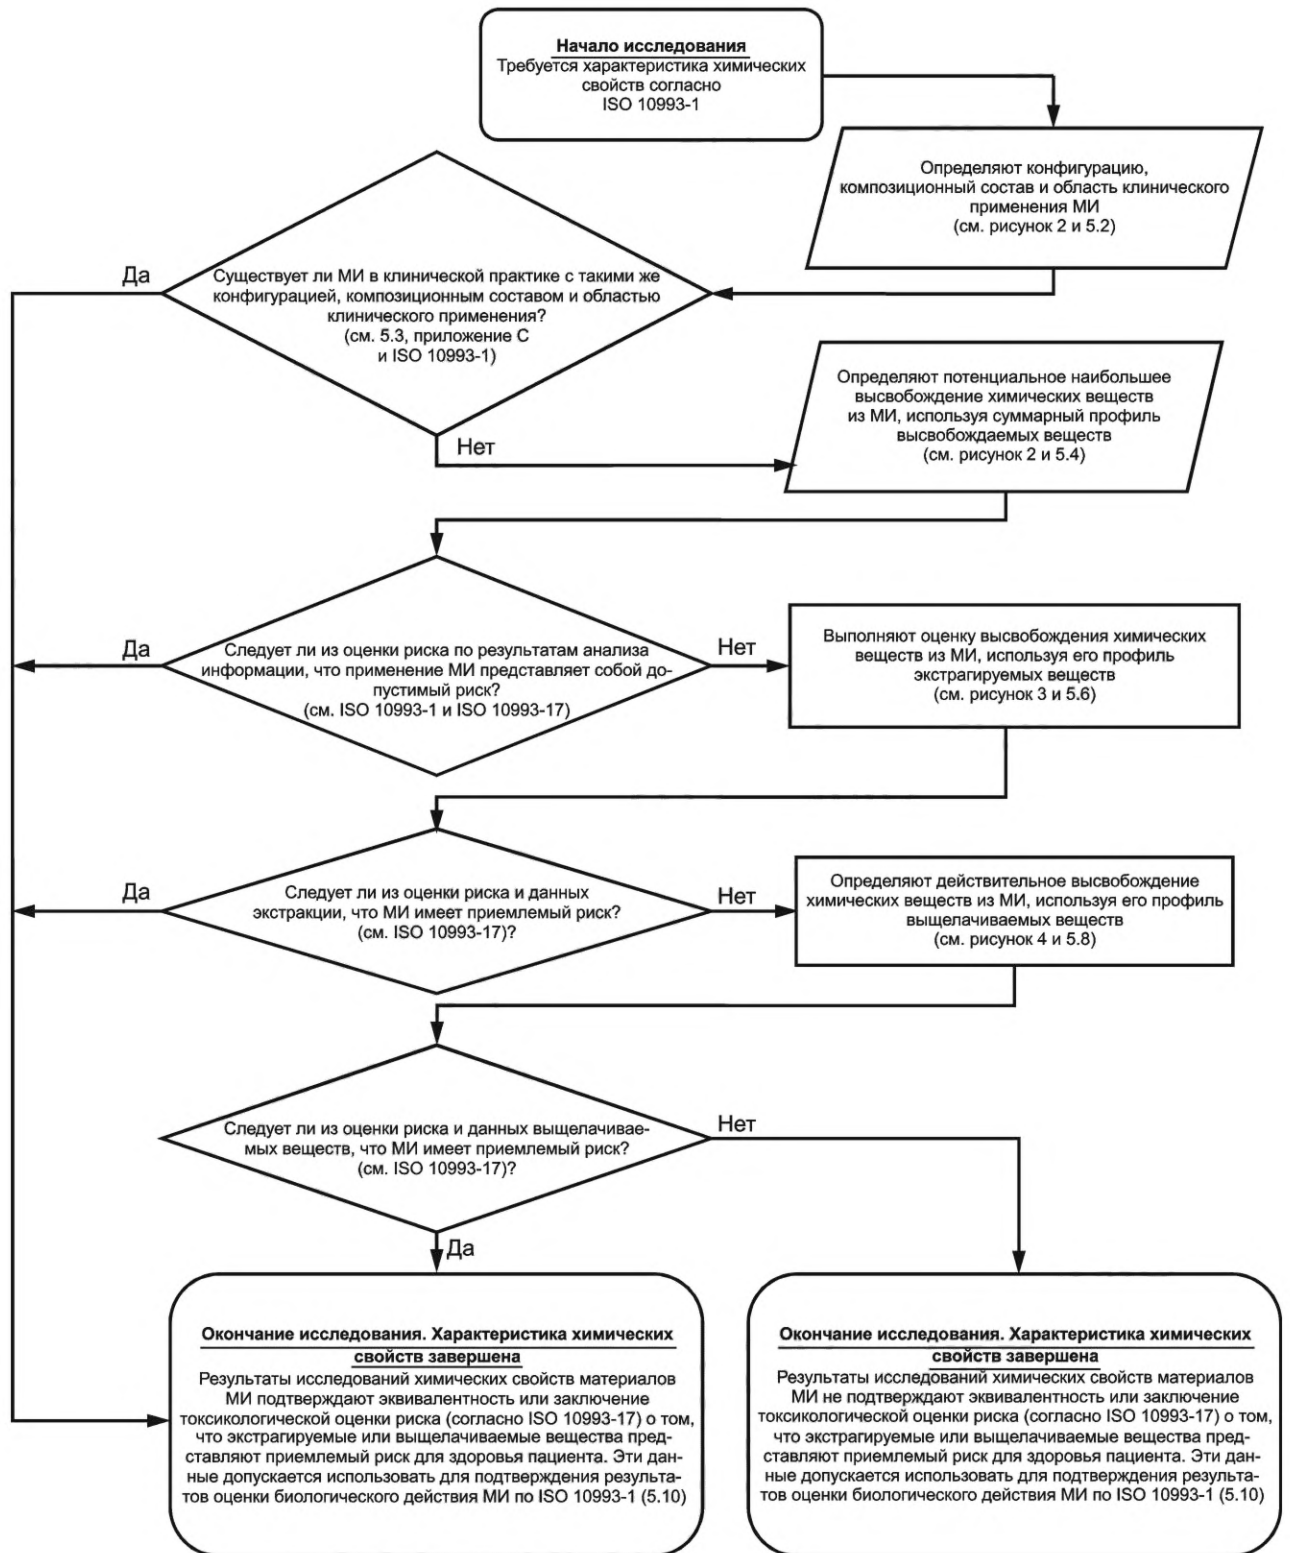 Начало исследования
Требуется характеристика химических
свойств согласно
ISO 10993-1
Определяют конфигурацию,
композиционный состав и область клинического
применения МИ
(см. рисунок 2 и 5.2)
Да
Существует ли МИ в клинической практике с такими же
конфигурацией, композиционным составом и областью
клинического применения?
(см. 5.3, приложение С
и ISO 10993-1)
Нет
Определяют потенциальное наибольшее
высвобождение химических веществ
из МИ, используя суммарный профиль
высвобождаемых веществ
(см. рисунок 2 и 5.4)
Да
Следует ли из оценки риска по результатам анализа
информации, что применение МИ представляет собой до-
пустимый риск?
(см. ISO 10993-1 и ISO 10993-17)
Нет
Выполняют оценку высвобождения химических
веществ из МИ, используя его профиль
экстрагируемых веществ
(см. рисунок 3 и 5.6)
Да
Следует ли из оценки риска и данных
экстракции, что МИ имеет приемлемый риск?
(см. ISO 10993-17)?
Нет
Определяют действительное высвобождение
химических веществ из МИ, используя его профиль
выщелачиваемых веществ
(см. рисунок 4 и 5.8)
Следует ли из оценки риска и данных выщелачивае-
мых веществ, что МИ имеет приемлемый риск?
(см. ISO 10993-17)?
Нет
Да
Окончание исследования. Характеристика химических
свойств завершена
Результаты исследований химических свойств материалов
МИ подтверждают эквивалентность или заключение
токсикологической оценки риска (согласно ISO 10993-17) о том,
что экстрагируемые или выщелачиваемые вещества пред-
ставляют приемлемый риск для здоровья пациента. Эти дан-
ные допускается использовать для подтверждения результа-
тов оценки биологического действия МИ по ISO 10993-1 (5.10)
Окончание исследования. Характеристика химических
свойств завершена
Результаты исследований химических свойств материалов
МИ не подтверждают эквивалентность или заключение
токсикологической оценки риска (согласно ISO 10993-17) о том,
что экстрагируемые или выщелачиваемые вещества пред-
ставляют приемлемый риск для здоровья пациента. Эти дан-
ные допускается использовать для подтверждения результа-
тов оценки биологического действия МИ по ISO 10993-1 (5.10)